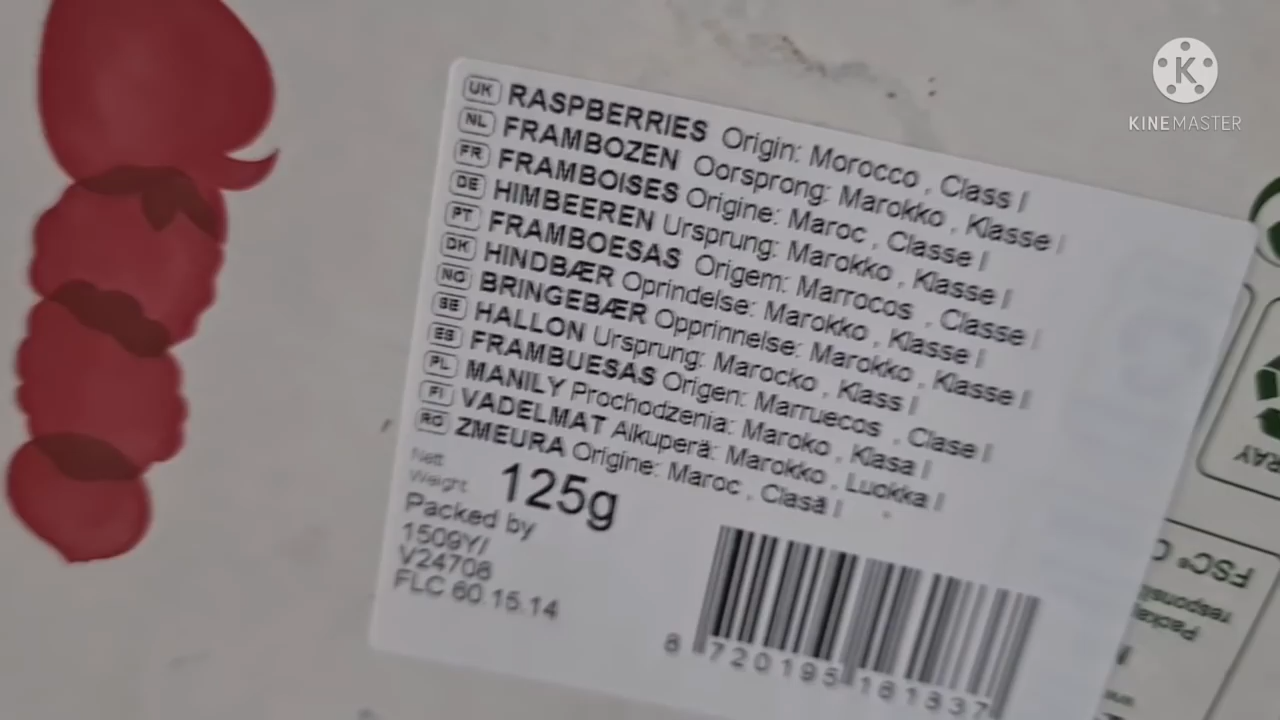 KINEMASTER
UK RASPBERRIES Origin: Morocco , Class I
NL FRAMBOZEN Oorsprong: Marokko , Klasse I
FR FRAMBOISES Origine: Maroc , Classe I
DE HIMBEEREN Ursprung: Marokko , Klasse I
PT FRAMBOESAS Origem: Marrocos , Classe I
DK HINDBÆR Oprindelse: Marokko , Klasse I
NG BRINGEBÆR Opprinnelse: Marokko , Klasse I
SE HALLON Ursprung: Marocko , Klass I
ES FRAMBUESAS Origen: Marruecos , Clase I
PL MANILY Prochodzenia: Maroko , Klasa I
FI VADELMAT Alkuperä: Marokko , Luokka I
RO ZMEURA Origine: Maroc , Clasă I
Nett
Weight 125g
Packed by
1509Y/
V24708
FLC 60.15.14
8 720195 161837
FSC®